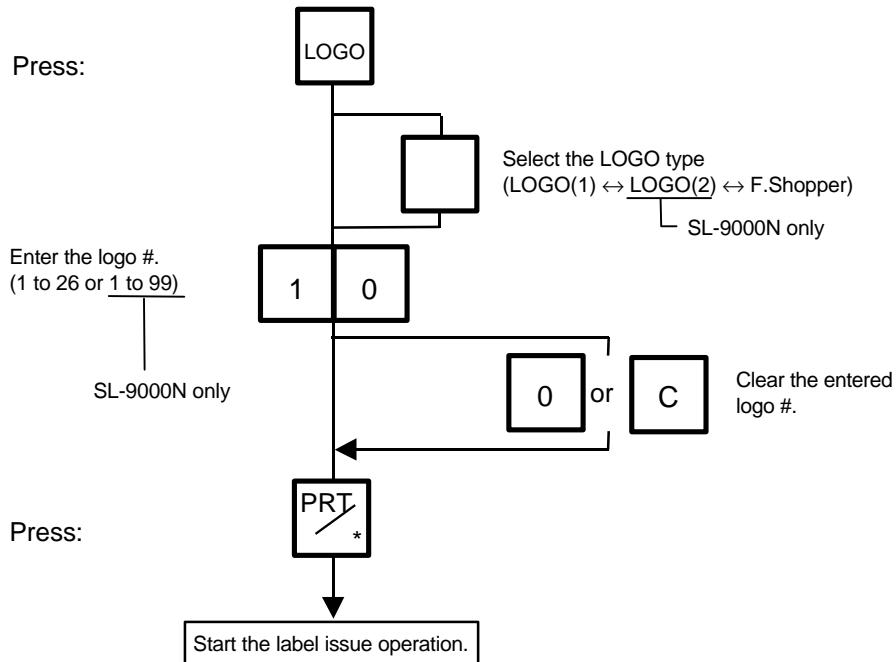 LOGO
Press:
Select the LOGO type
(LOGO(1) ↔ LOGO(2) ↔ F.Shopper)
SL-9000N only
Enter the logo #.
(1 to 26 or 1 to 99)
1 0
SL-9000N only
0 or C
Clear the entered
logo #.
PRT
*
Press:
Start the label issue operation.